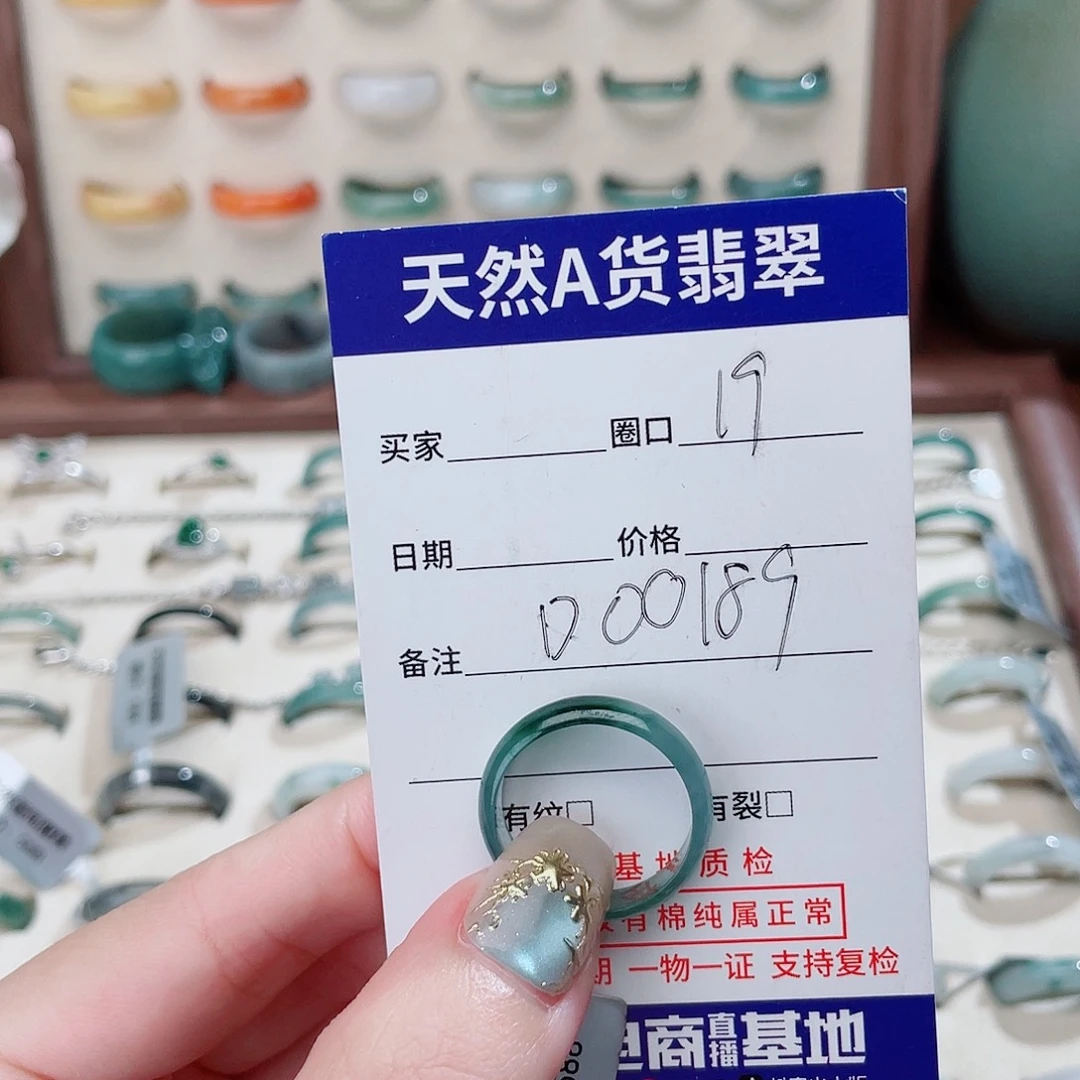 天然A货翡翠
买家 圈口 19
日期 价格
备注 D00189
有纹□ 有裂□
基地质检
有棉纯属正常
期 一物一证 支持复检
电商直播基地